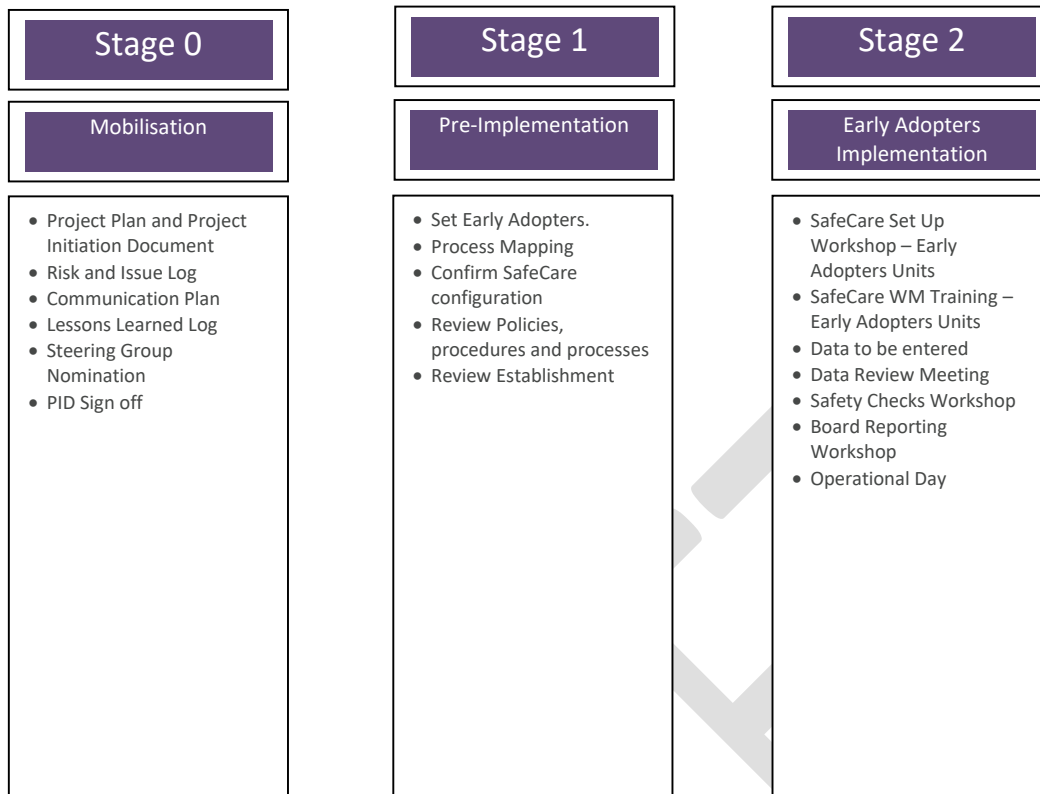 Stage 0
Mobilisation
• Project Plan and Project
Initiation Document
• Risk and Issue Log
• Communication Plan
• Lessons Learned Log
• Steering Group
Nomination
• PID Sign off
Stage 1
Pre-Implementation
• Set Early Adopters.
• Process Mapping
• Confirm SafeCare
configuration
• Review Policies,
procedures and processes
• Review Establishment
Stage 2
Early Adopters
Implementation
• SafeCare Set Up
Workshop – Early
Adopters Units
• SafeCare WM Training –
Early Adopters Units
• Data to be entered
• Data Review Meeting
• Safety Checks Workshop
• Board Reporting
Workshop
• Operational Day